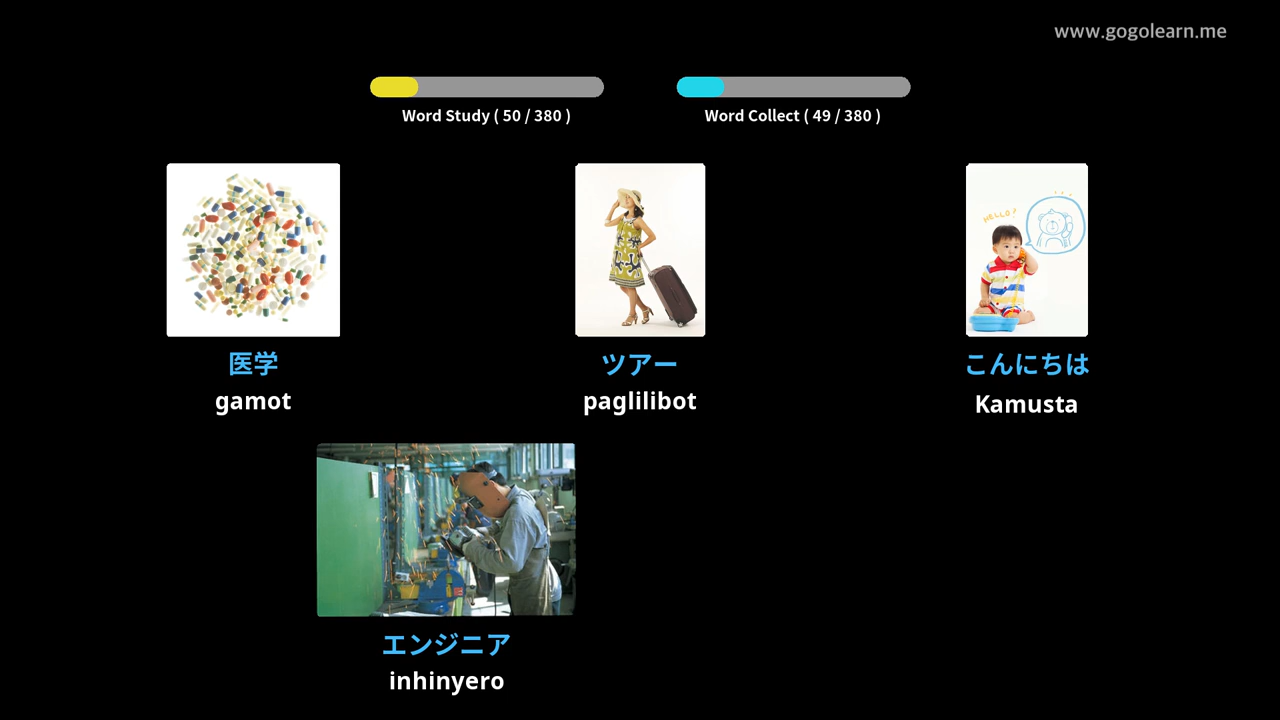 www.gogolearn.me
Word Study ( 50 / 380 )
Word Collect ( 49 / 380 )
HELLO?
医学
gamot
ツアー
paglilibot
こんにちは
Kamusta
エンジニア
inhinyero